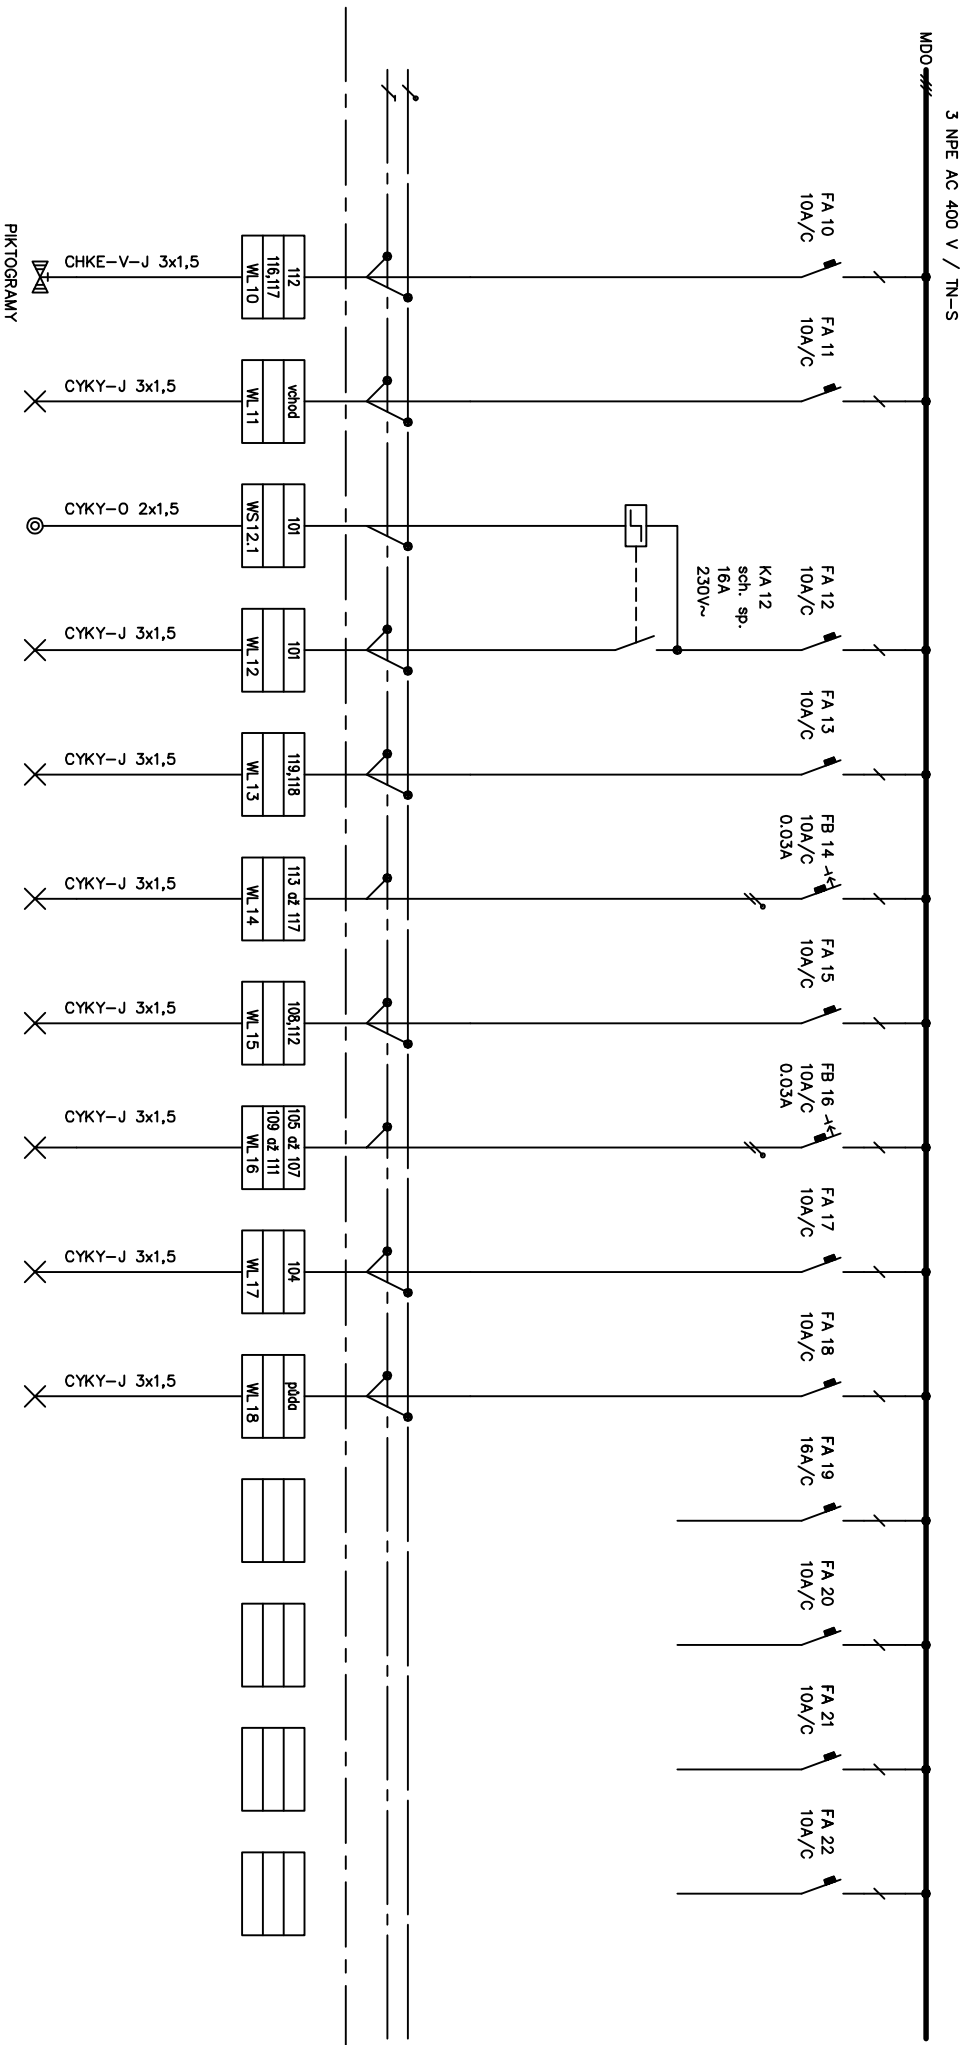 3 NPE AC 400 V / TN-S
MDO
FA 10
10A/C
FA 11
10A/C
FA 12
10A/C
KA 12
sch. sp.
16A
230V~
FA 13
10A/C
FB 14
10A/C
0.03A
FA 15
10A/C
FB 16
10A/C
0.03A
FA 17
10A/C
FA 18
10A/C
FA 19
16A/C
FA 20
10A/C
FA 21
10A/C
FA 22
10A/C
112
116,117
WL 10
vchod
WL 11
101
WS 12.1
101
WL 12
119,118
WL 13
113 až 117
WL 14
108,112
WL 15
105 až 107
109 až 111
WL 16
104
WL 17
půda
WL 18
CHKE-V-J 3x1,5
CYKY-J 3x1,5
CYKY-O 2x1,5
CYKY-J 3x1,5
CYKY-J 3x1,5
CYKY-J 3x1,5
CYKY-J 3x1,5
CYKY-J 3x1,5
CYKY-J 3x1,5
CYKY-J 3x1,5
PIKTOGRAMY